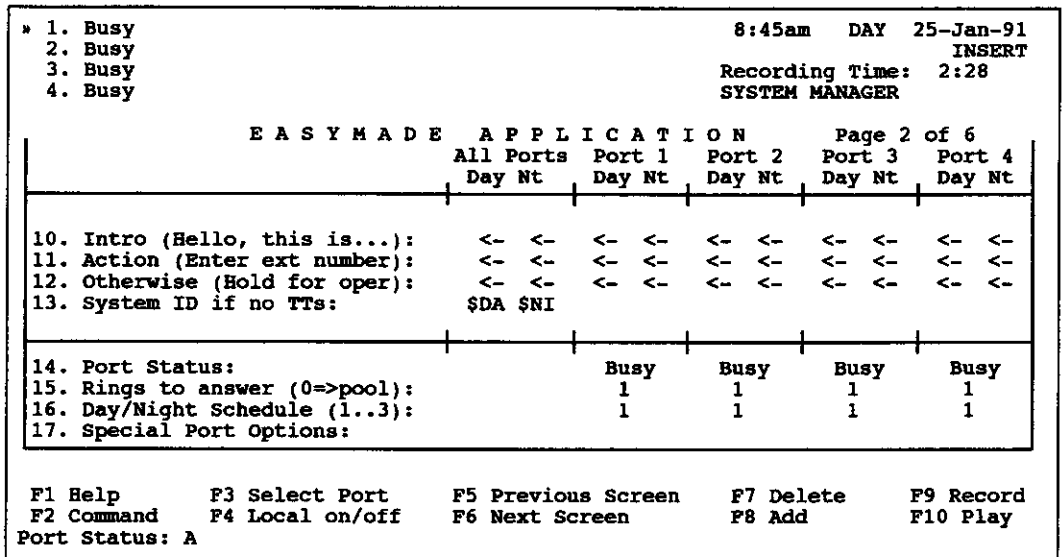 » 1. Busy 8:45am DAY 25-Jan-91
2. Busy INSERT
3. Busy Recording Time: 2:28
4. Busy SYSTEM MANAGER
E A S Y M A D E A P P L I C A T I O N Page 2 of 6
All Ports Port 1 Port 2 Port 3 Port 4
Day Nt Day Nt Day Nt Day Nt Day Nt
10. Intro (Hello, this is...): <- <- <- <- <- <- <- <- <- <-
11. Action (Enter ext number): <- <- <- <- <- <- <- <- <- <-
12. Otherwise (Hold for oper): <- <- <- <- <- <- <- <- <- <-
13. System ID if no TTs: $DA $NI
14. Port Status: Busy Busy Busy Busy
15. Rings to answer (0=>pool): 1 1 1 1
16. Day/Night Schedule (1..3): 1 1 1 1
17. Special Port Options:
F1 Help F3 Select Port F5 Previous Screen F7 Delete F9 Record
F2 Command F4 Local on/off F6 Next Screen F8 Add F10 Play
Port Status: A